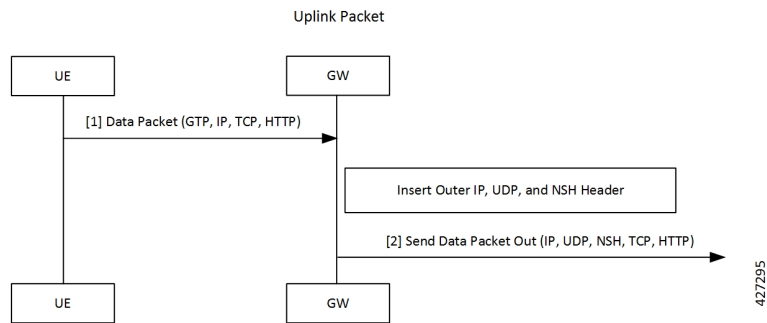 Uplink Packet
UE
GW
[1] Data Packet (GTP, IP, TCP, HTTP)
Insert Outer IP, UDP, and NSH Header
[2] Send Data Packet Out (IP, UDP, NSH, TCP, HTTP)
UE
GW
427295